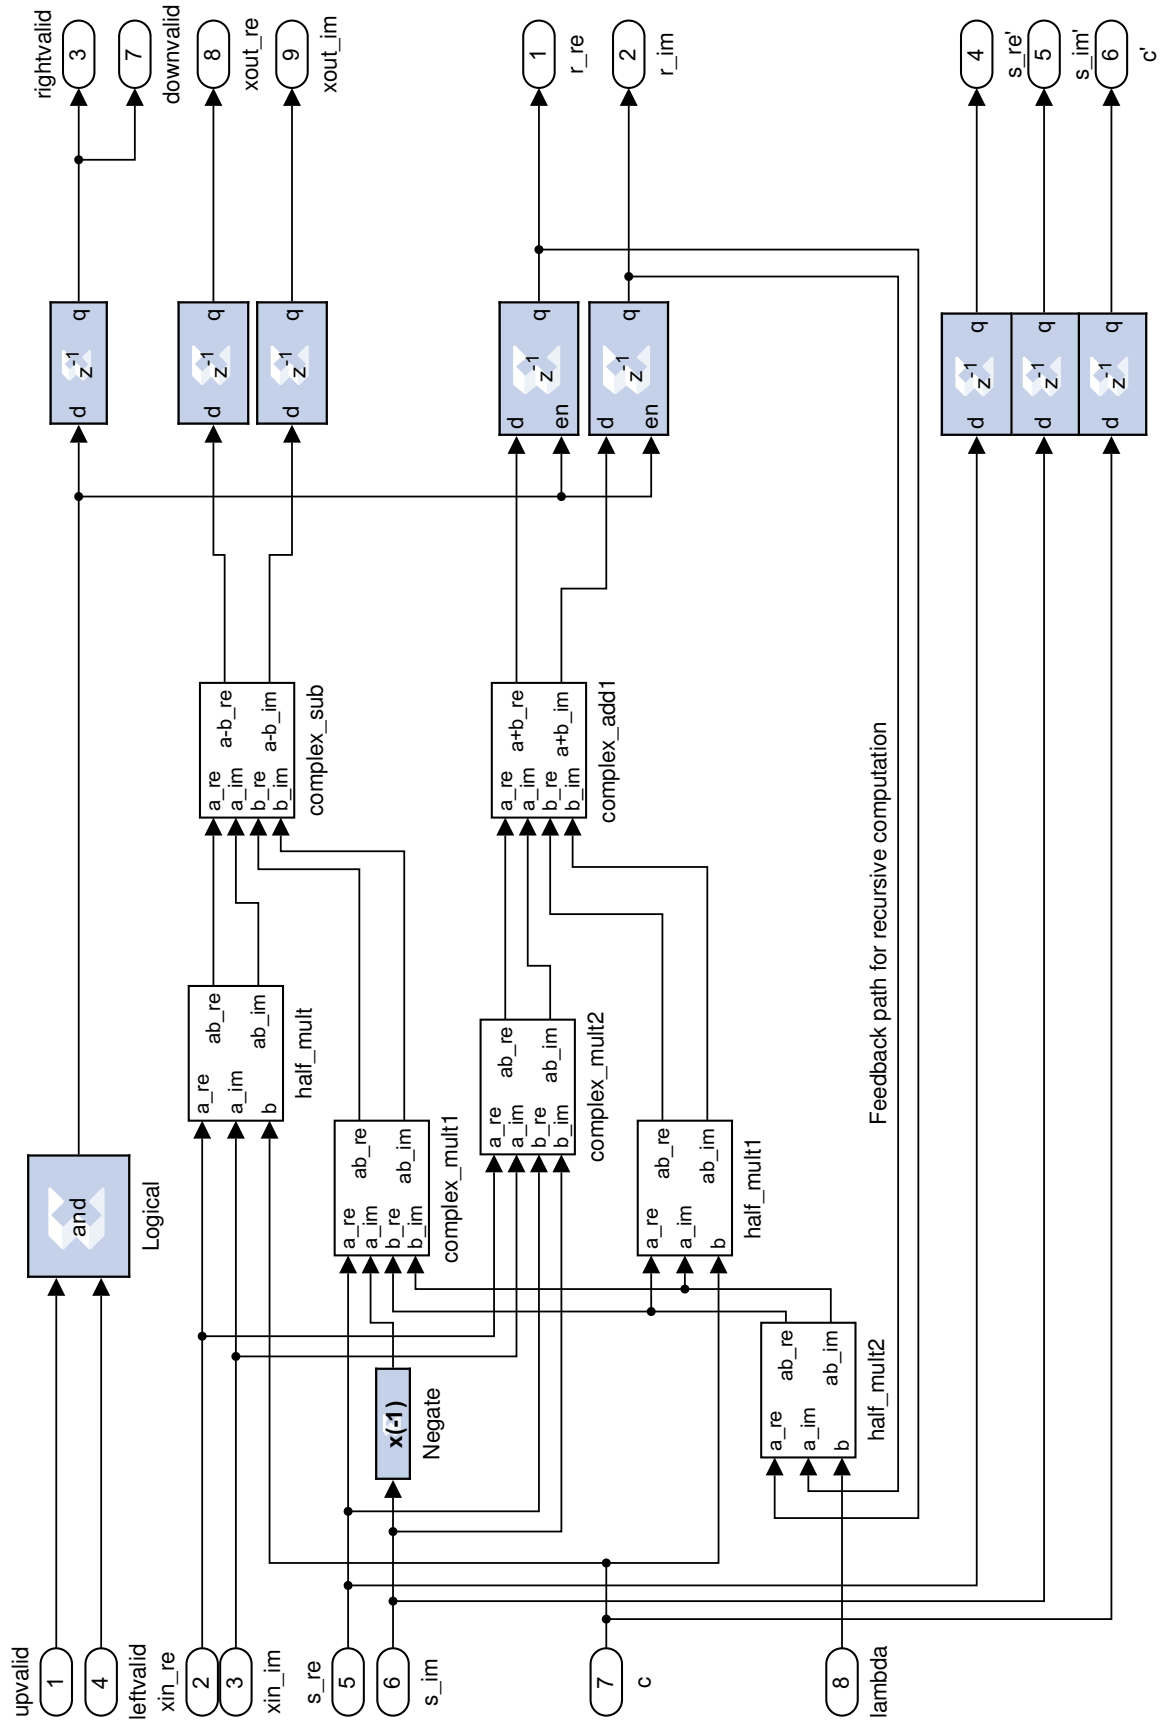 upvalid
1
4
leftvalid
xin_re
2
3
xin_im
s_re
5
6
s_im
7
c
8
lambda
and
Logical
x(-1)
Negate
a_re
a_im
b
ab_re
ab_im
half_mult
a_re
a_im
b_re
b_im
ab_re
ab_im
complex_mult1
a_re
a_im
b_re
b_im
ab_re
ab_im
complex_mult2
a_re
a_im
b
ab_re
ab_im
half_mult1
a_re
a_im
b
ab_re
ab_im
half_mult2
a_re
a_im
b_re
b_im
a-b_re
a-b_im
complex_sub
a_re
a_im
b_re
b_im
a+b_re
a+b_im
complex_add1
Feedback path for recursive computation
d z-1 q
d z-1 q
d z-1 q
d
en
z-1
q
d
en
z-1
q
d z-1 q
d z-1 q
d z-1 q
rightvalid
3
7
downvalid
8
xout_re
9
xout_im
1
r_re
2
r_im
4
s_re'
5
s_im'
6
c'